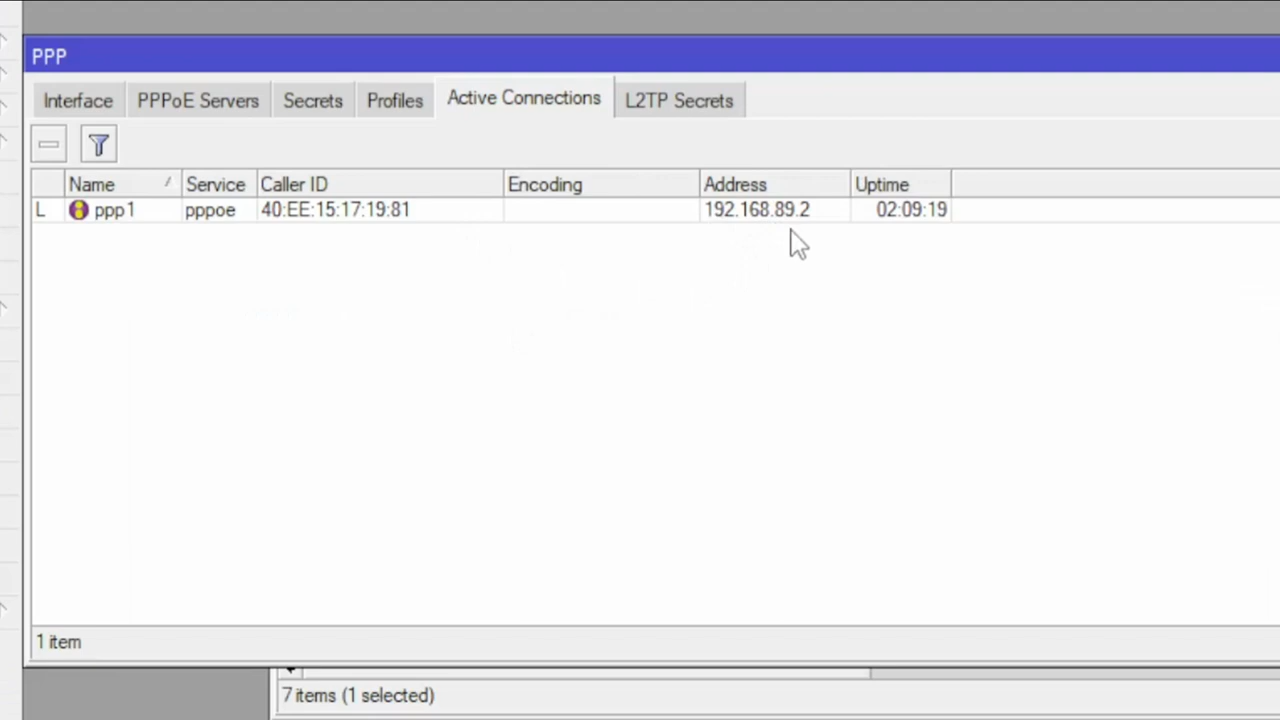 PPP
Interface PPPoE Servers Secrets Profiles Active Connections L2TP Secrets
Name Service Caller ID Encoding Address Uptime
L ppp1 pppoe 40:EE:15:17:19:81 192.168.89.2 02:09:19
1 item
7 items (1 selected)